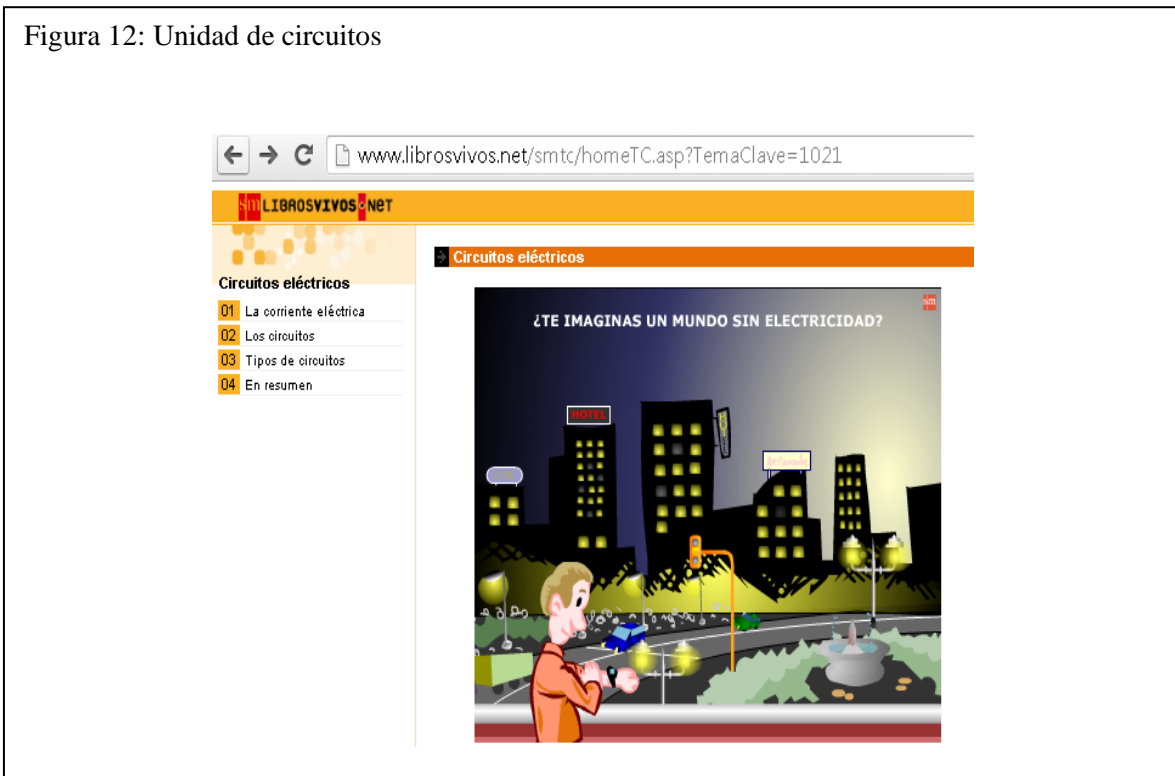 Figura 12: Unidad de circuitos
www.librosvivos.net/smtc/homeTC.asp?TemaClave=1021
sm LIBROSVIVOS.NET
Circuitos eléctricos
01 La corriente eléctrica
02 Los circuitos
03 Tipos de circuitos
04 En resumen
Circuitos eléctricos
sm
¿TE IMAGINAS UN MUNDO SIN ELECTRICIDAD?
HOTEL